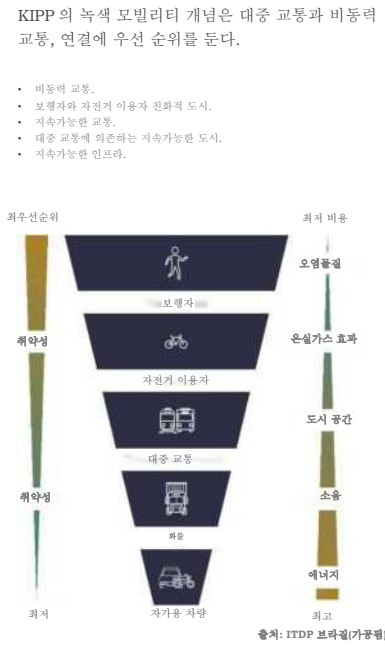 KIPP 의 녹색 모빌리티 개념은 대중 교통과 비동력
교통, 연결에 우선 순위를 둔다.
• 비동력 교통.
• 보행자와 자전거 이용자 친화적 도시.
• 지속가능한 교통.
• 대중 교통에 의존하는 지속가능한 도시.
• 지속가능한 인프라.
최우선순위
최저 비용
오염물질
보행자
취약성
온실가스 효과
자전거 이용자
도시 공간
대중 교통
취약성
소음
화물
에너지
최저
자가용 차량
최고
출처: ITDP 브라질(가공됨)